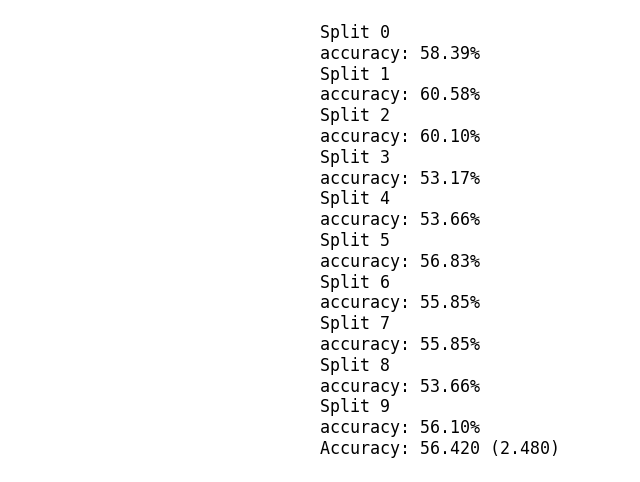 Split 0
accuracy: 58.39%
Split 1
accuracy: 60.58%
Split 2
accuracy: 60.10%
Split 3
accuracy: 53.17%
Split 4
accuracy: 53.66%
Split 5
accuracy: 56.83%
Split 6
accuracy: 55.85%
Split 7
accuracy: 55.85%
Split 8
accuracy: 53.66%
Split 9
accuracy: 56.10%
Accuracy: 56.420 (2.480)